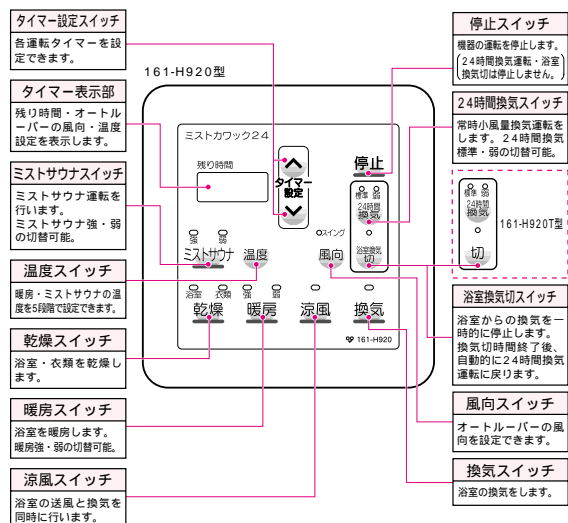 タイマー設定スイッチ
各運転タイマーを設
定できます。
タイマー表示部
残り時間・オートル
ーバーの風向・温度
設定を表示します。
ミストサウナスイッチ
ミストサウナ運転を
行います。
ミストサウナ強・弱
の切替可能。
温度スイッチ
暖房・ミストサウナの温
度を5段階で設定できます。
乾燥スイッチ
浴室・衣類を乾燥し
ます。
暖房スイッチ
浴室を暖房します。
暖房強・弱の切替可能。
涼風スイッチ
浴室の送風と換気を
同時に行います。
161-H920型
ミストカワック24
残り時間
タイマー
設定
停止
標準 弱
24時間
換気
スイング
強 弱
ミストサウナ
温度
風向
浴室換気
切
浴室 衣類 強 弱
乾燥 暖房 涼風 換気
161-H920
停止スイッチ
機器の運転を停止します。
(24時間換気運転・浴室
換気切は停止しません。)
24時間換気スイッチ
常時小風量換気運転を
します。24時間換気
標準・弱の切替可能。
標準 弱
24時間
換気
161-H920T型
切
浴室換気切スイッチ
浴室からの換気を一
時的に停止します。
換気切時間終了後、
自動的に24時間換気
運転に戻ります。
風向スイッチ
オートルーバーの風
向を設定できます。
換気スイッチ
浴室の換気をします。